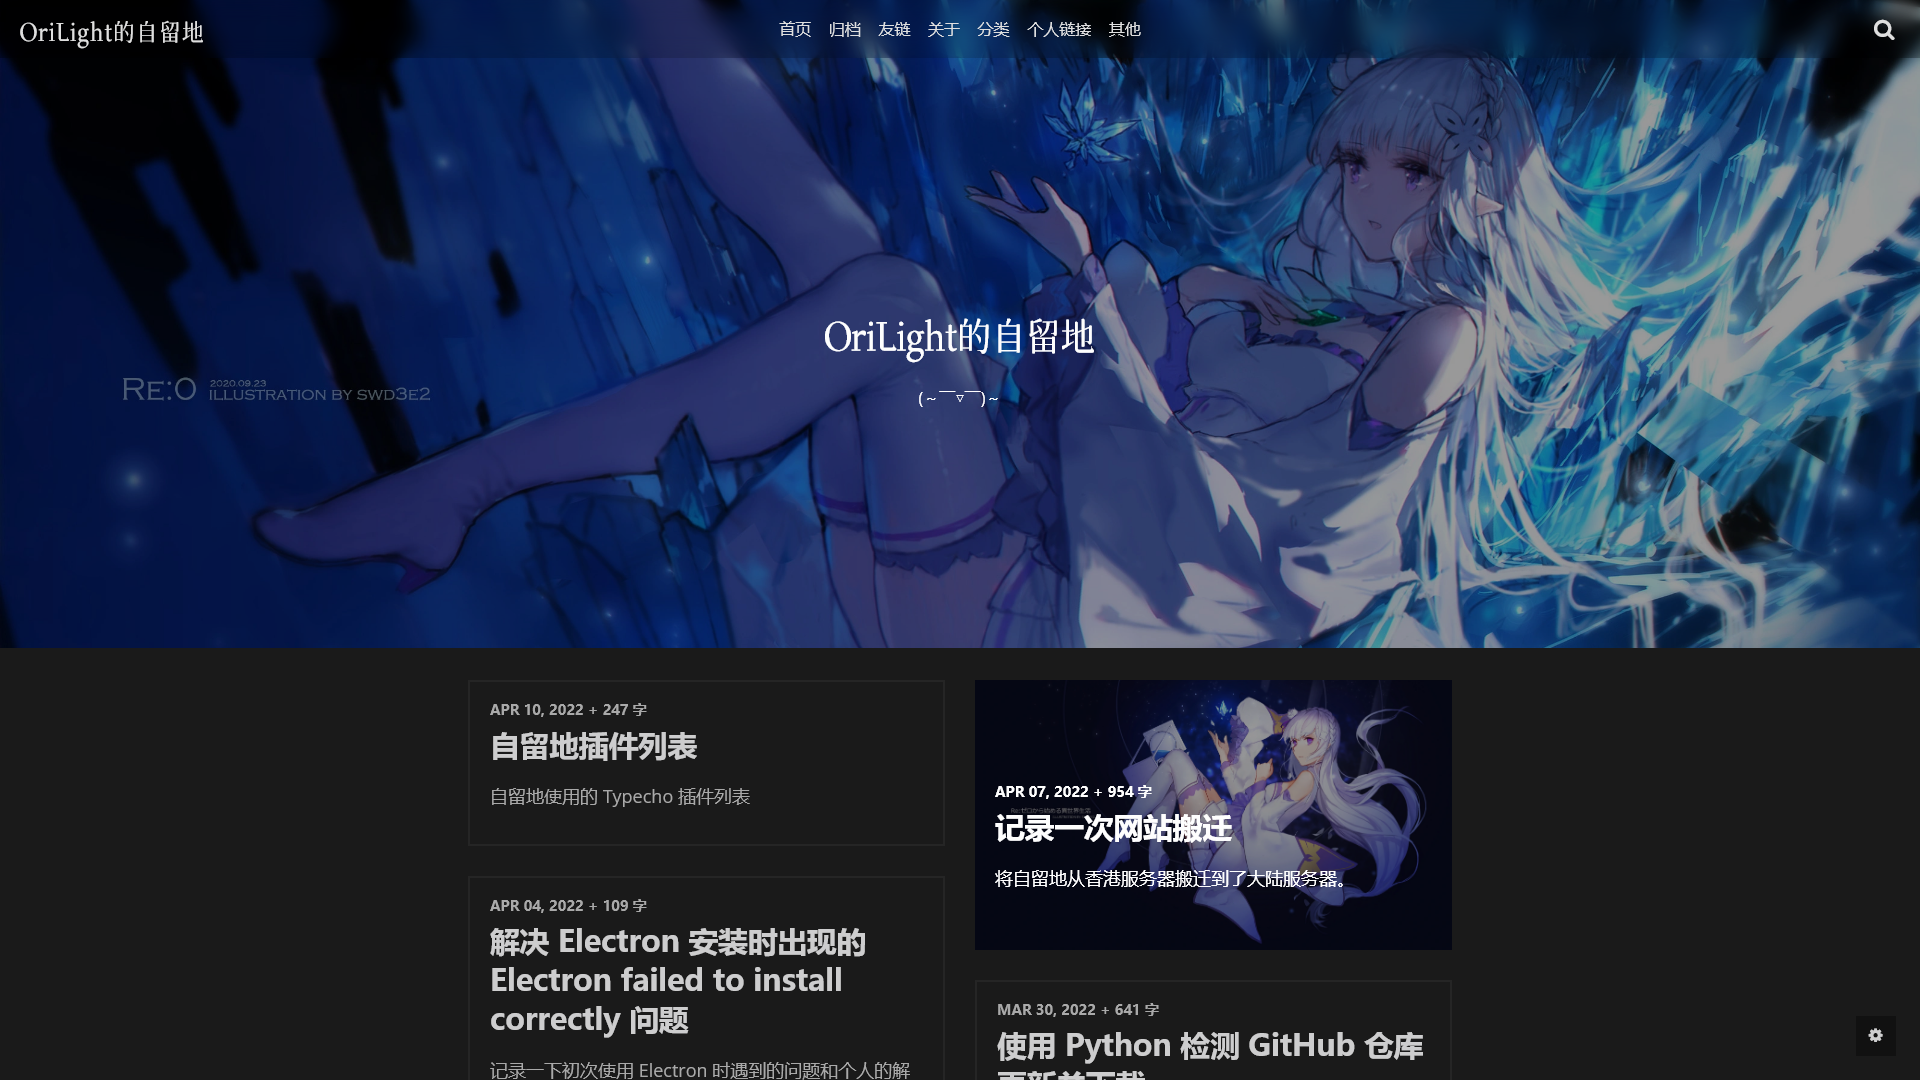 OriLight的自留地
首页 归档 友链 关于 分类 个人链接 其他
OriLight的自留地
(～￣▽￣)～
RE:0 2020.09.23
ILLUSTRATION BY SWD3E2
APR 10, 2022 + 247 字
自留地插件列表
自留地使用的 Typecho 插件列表
APR 07, 2022 + 954 字
记录一次网站搬迁
将自留地从香港服务器搬迁到了大陆服务器。
APR 04, 2022 + 109 字
解决 Electron 安装时出现的
Electron failed to install
correctly 问题
记录一下初次使用 Electron 时遇到的问题和个人的解
MAR 30, 2022 + 641 字
使用 Python 检测 GitHub 仓库
更新并下载